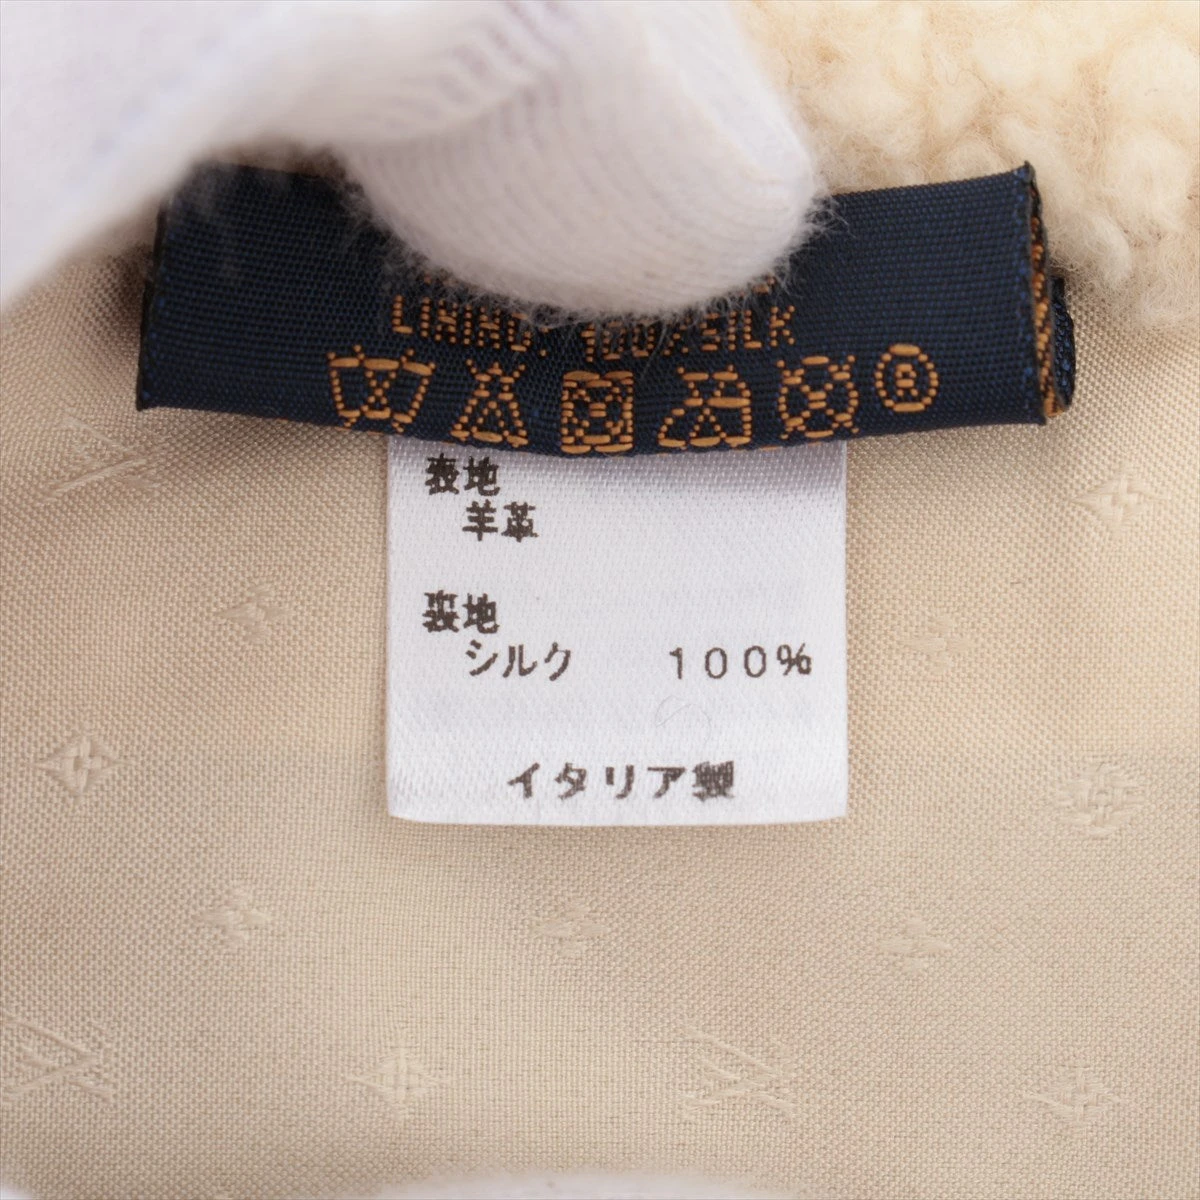 LINING: 100% SILK
表地
羊革
裏地
シルク 100%
イタリア製